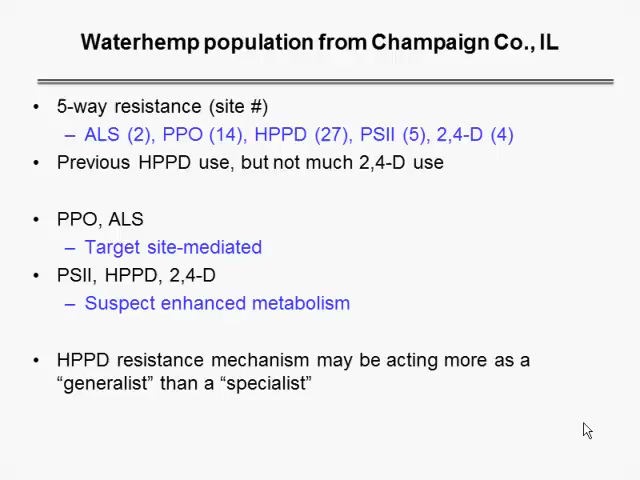 Waterhemp population from Champaign Co., IL
• 5-way resistance (site #)
– ALS (2), PPO (14), HPPD (27), PSII (5), 2,4-D (4)
• Previous HPPD use, but not much 2,4-D use
• PPO, ALS
– Target site-mediated
• PSII, HPPD, 2,4-D
– Suspect enhanced metabolism
• HPPD resistance mechanism may be acting more as a
“generalist” than a “specialist”